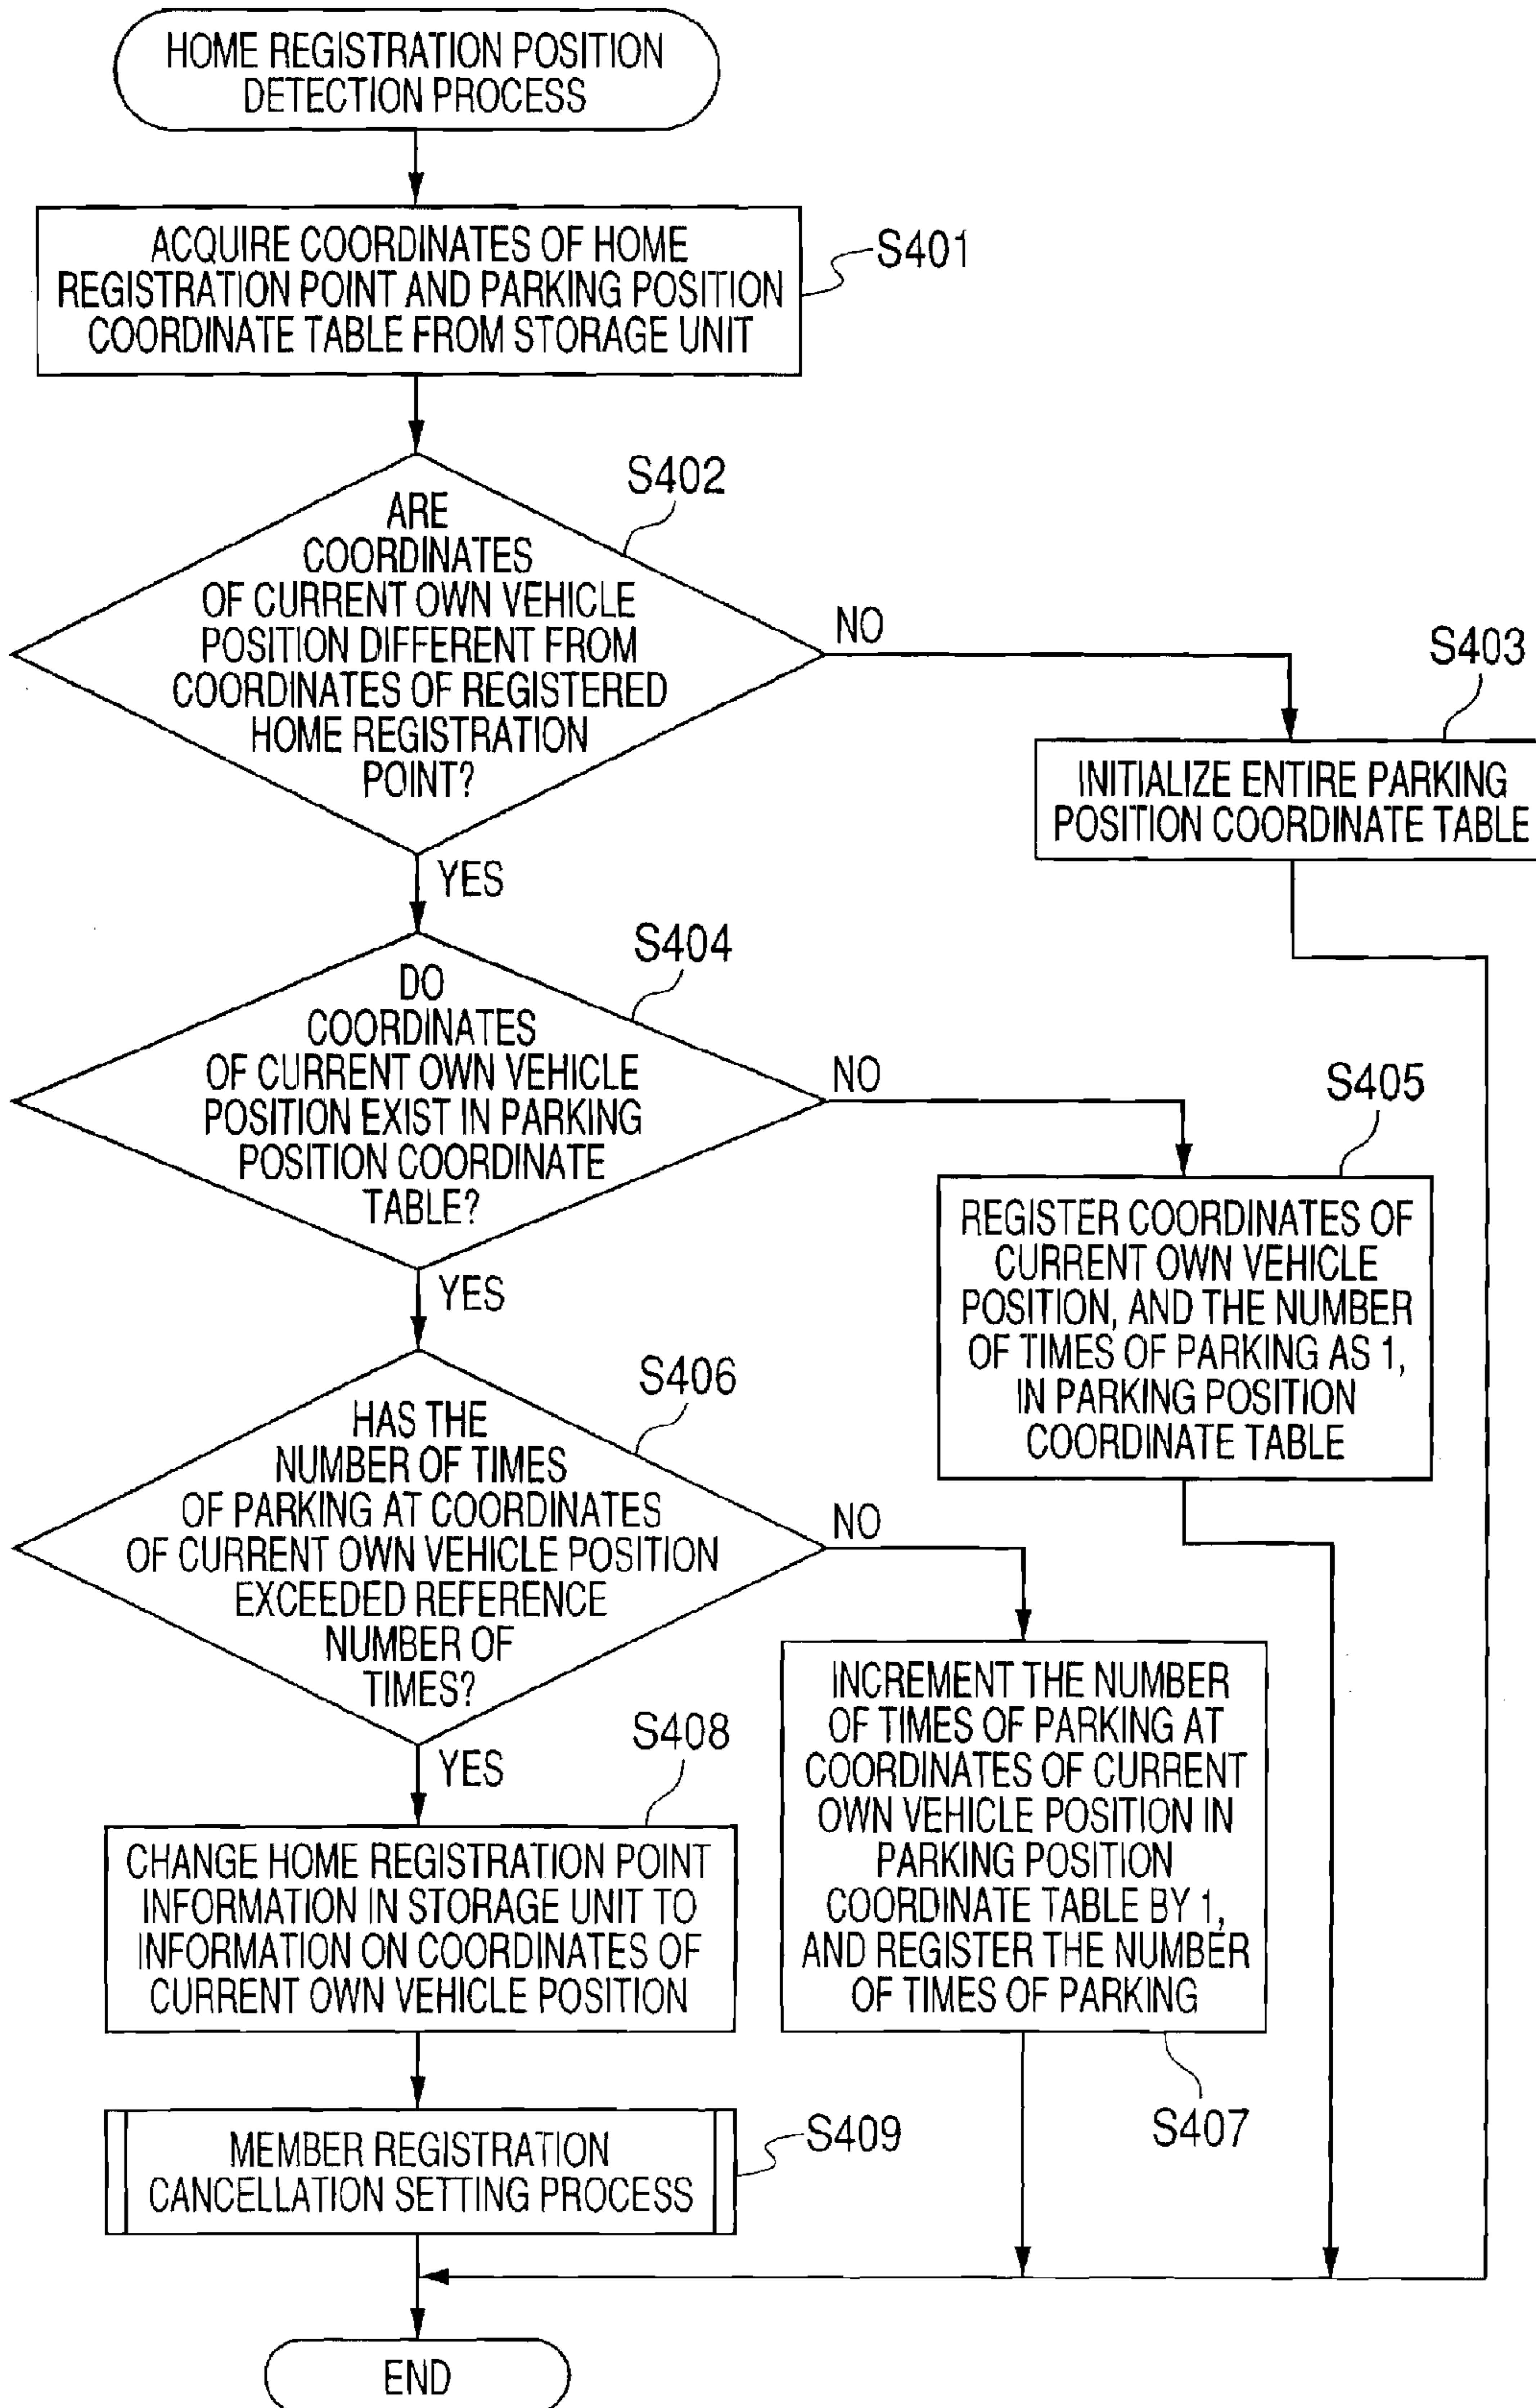 HOME REGISTRATION POSITION
DETECTION PROCESS
ACQUIRE COORDINATES OF HOME
REGISTRATION POINT AND PARKING POSITION
COORDINATE TABLE FROM STORAGE UNIT
S401
S402
ARE
COORDINATES
OF CURRENT OWN VEHICLE
POSITION DIFFERENT FROM
COORDINATES OF REGISTERED
HOME REGISTRATION
POINT?
NO
S403
INITIALIZE ENTIRE PARKING
POSITION COORDINATE TABLE
YES
S404
DO
COORDINATES
OF CURRENT OWN VEHICLE
POSITION EXIST IN PARKING
POSITION COORDINATE
TABLE?
NO
S405
REGISTER COORDINATES OF
CURRENT OWN VEHICLE
POSITION, AND THE NUMBER
OF TIMES OF PARKING AS 1,
IN PARKING POSITION
COORDINATE TABLE
YES
S406
HAS THE
NUMBER OF TIMES
OF PARKING AT COORDINATES
OF CURRENT OWN VEHICLE POSITION
EXCEEDED REFERENCE
NUMBER OF
TIMES?
NO
INCREMENT THE NUMBER
OF TIMES OF PARKING AT
COORDINATES OF CURRENT
OWN VEHICLE POSITION IN
PARKING POSITION
COORDINATE TABLE BY 1,
AND REGISTER THE NUMBER
OF TIMES OF PARKING
S407
YES
S408
CHANGE HOME REGISTRATION POINT
INFORMATION IN STORAGE UNIT TO
INFORMATION ON COORDINATES OF
CURRENT OWN VEHICLE POSITION
MEMBER REGISTRATION
CANCELLATION SETTING PROCESS
S409
END